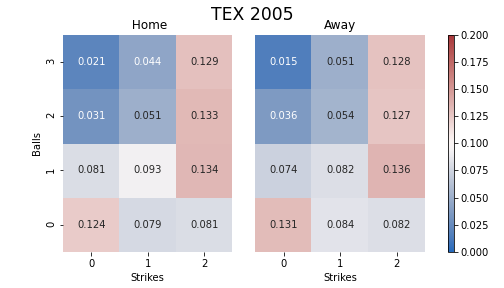 TEX 2005
Home
Away
3 0.021 0.044 0.129 0.015 0.051 0.128
2 0.031 0.051 0.133 0.036 0.054 0.127
1 0.081 0.093 0.134 0.074 0.082 0.136
0 0.124 0.079 0.081 0.131 0.084 0.082
Balls
0 1 2 0 1 2
Strikes
Strikes
0.200
0.175
0.150
0.125
0.100
0.075
0.050
0.025
0.000